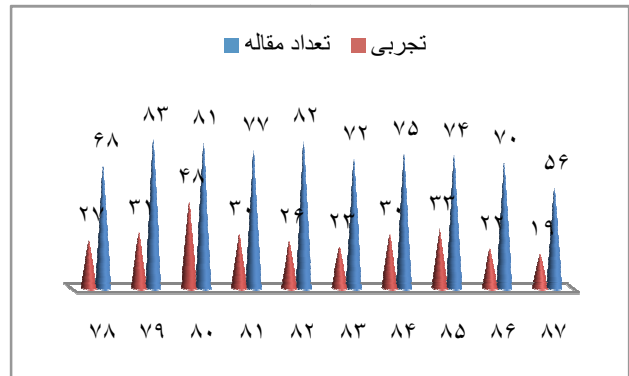 تعداد مقاله تجربی
۶۸ ۸۳ ۸۱ ۷۷ ۸۲ ۷۲ ۷۵ ۷۴ ۷۰ ۵۶
۲۷ ۳۱ ۴۸ ۳۰ ۲۶ ۲۳ ۳۰ ۳۳ ۲۲ ۱۹
۷۸ ۷۹ ۸۰ ۸۱ ۸۲ ۸۳ ۸۴ ۸۵ ۸۶ ۸۷